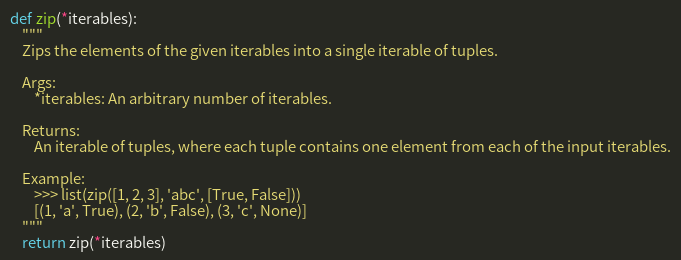 def zip(*iterables):
"""
Zips the elements of the given iterables into a single iterable of tuples.
Args:
*iterables: An arbitrary number of iterables.
Returns:
An iterable of tuples, where each tuple contains one element from each of the input iterables.
Example:
>>> list(zip([1, 2, 3], 'abc', [True, False]))
[(1, 'a', True), (2, 'b', False), (3, 'c', None)]
"""
return zip(*iterables)